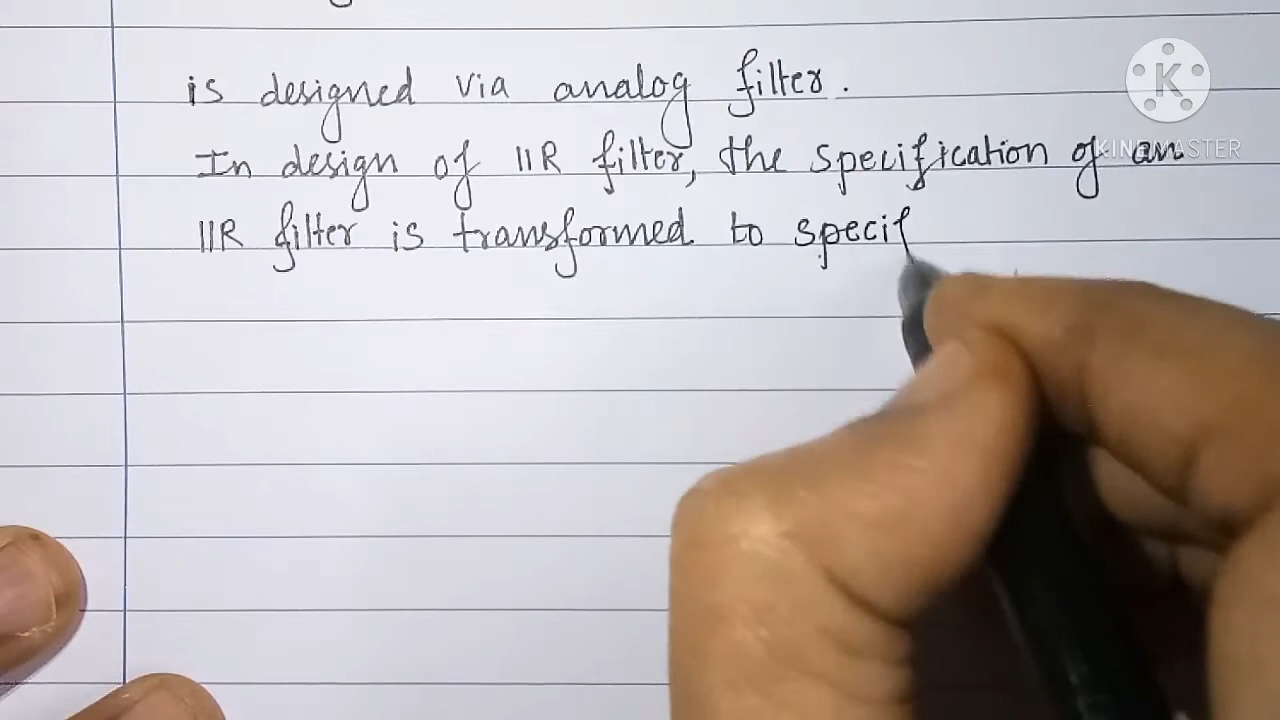 is designed via analog filter.
In design of IIR filter, the specification of an
IIR filter is transformed to specif
K
KINEMASTER